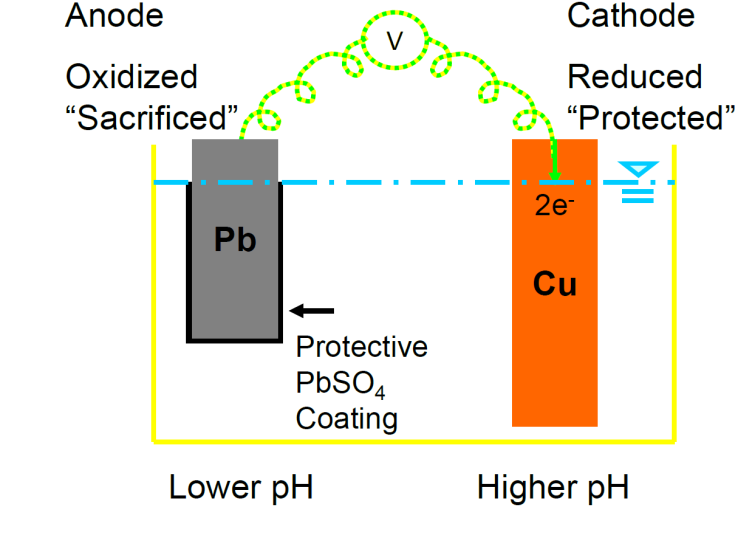 Anode
Cathode
V
Oxidized
“Sacrificed”
Reduced
“Protected”
2e-
Pb
Cu
Protective
PbSO4
Coating
Lower pH
Higher pH